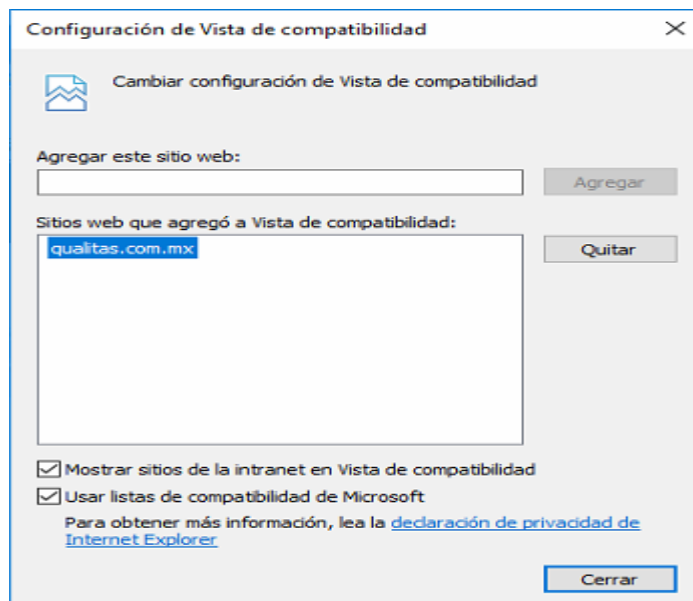 Configuración de Vista de compatibilidad
Cambiar configuración de Vista de compatibilidad
Agregar este sitio web:
Agregar
Sitios web que agregó a Vista de compatibilidad:
qualitas.com.mx
Quitar
Mostrar sitios de la intranet en Vista de compatibilidad
Usar listas de compatibilidad de Microsoft
Para obtener más información, lea la declaración de privacidad de
Internet Explorer
Cerrar